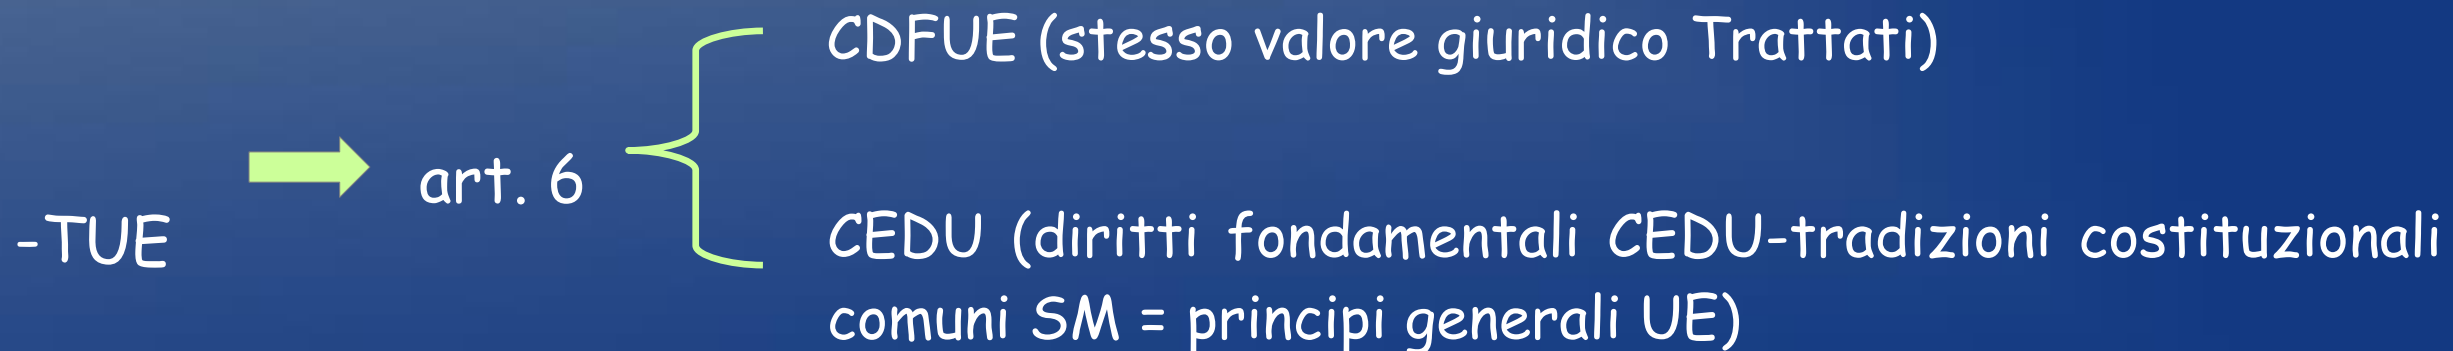 CDFUE (stesso valore giuridico Trattati)
art. 6
-TUE
CEDU (diritti fondamentali CEDU-tradizioni costituzionali
comuni SM = principi generali UE)